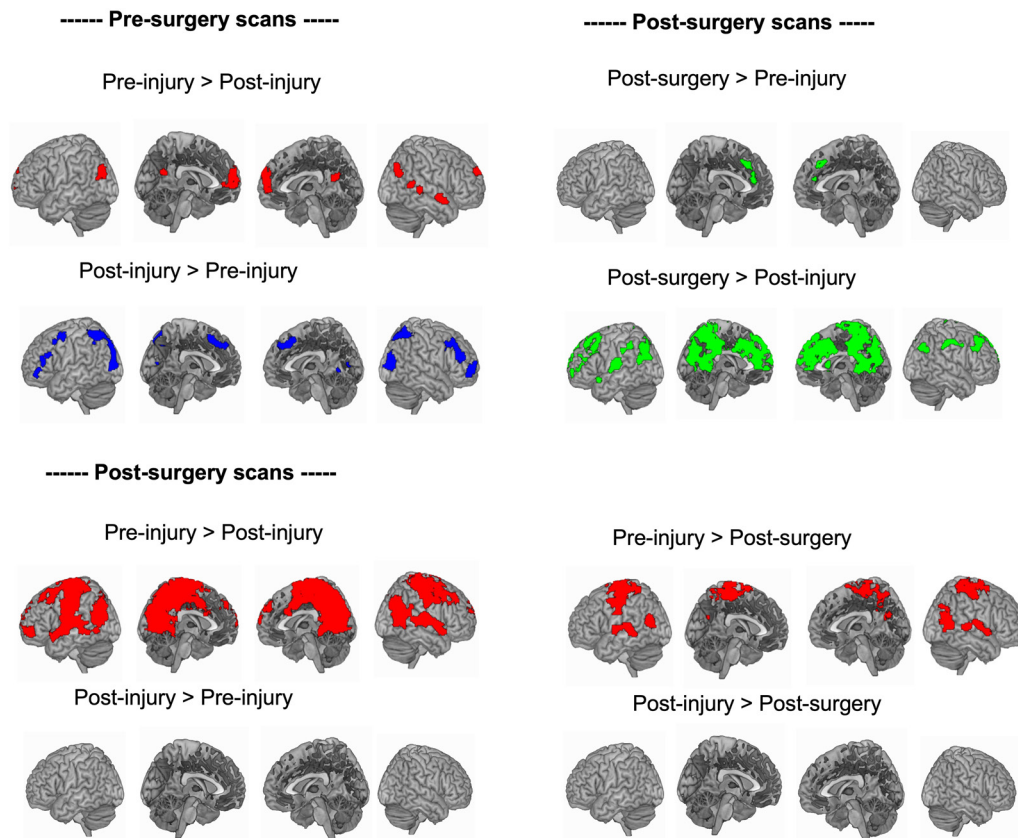 ------ Pre-surgery scans -----
------ Post-surgery scans -----
Pre-injury > Post-injury
Post-surgery > Pre-injury
Post-injury > Pre-injury
Post-surgery > Post-injury
------ Post-surgery scans -----
Pre-injury > Post-injury
Pre-injury > Post-surgery
Post-injury > Pre-injury
Post-injury > Post-surgery